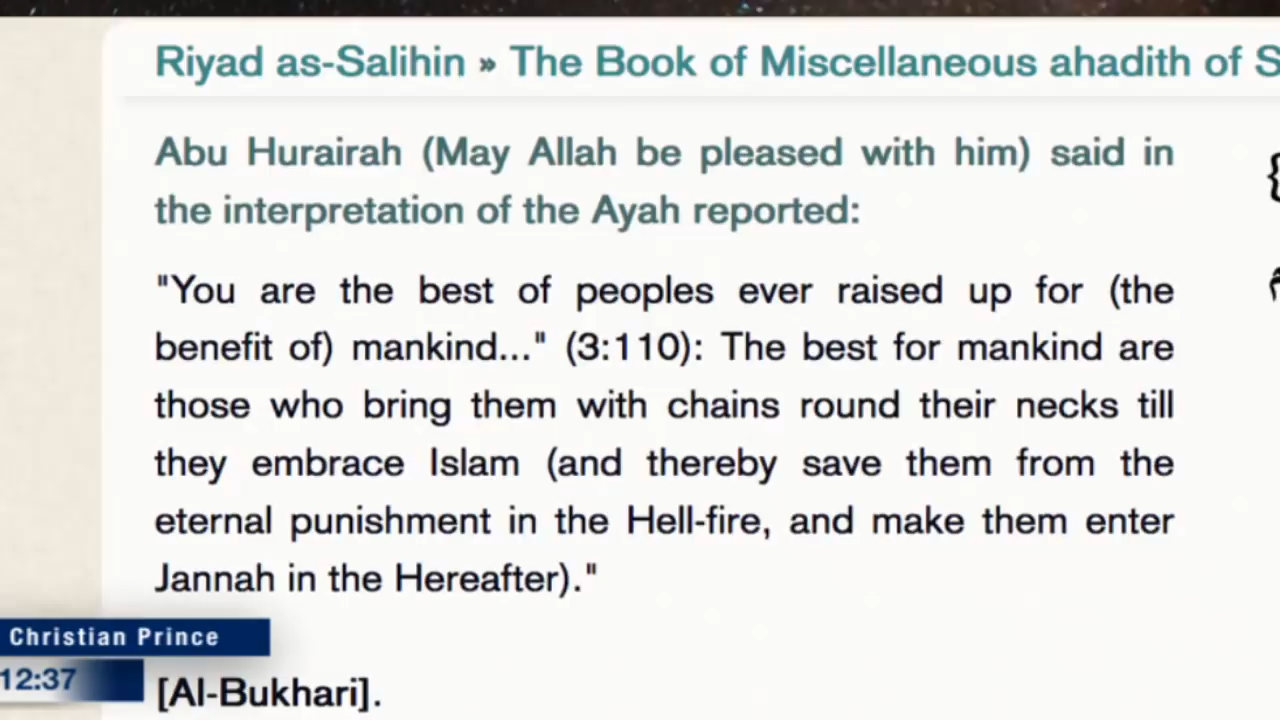 Riyad as-Salihin » The Book of Miscellaneous ahadith of S
Abu Hurairah (May Allah be pleased with him) said in
the interpretation of the Ayah reported:
"You are the best of peoples ever raised up for (the
benefit of) mankind..." (3:110): The best for mankind are
those who bring them with chains round their necks till
they embrace Islam (and thereby save them from the
eternal punishment in the Hell-fire, and make them enter
Jannah in the Hereafter)."
Christian Prince
12:37
[Al-Bukhari].